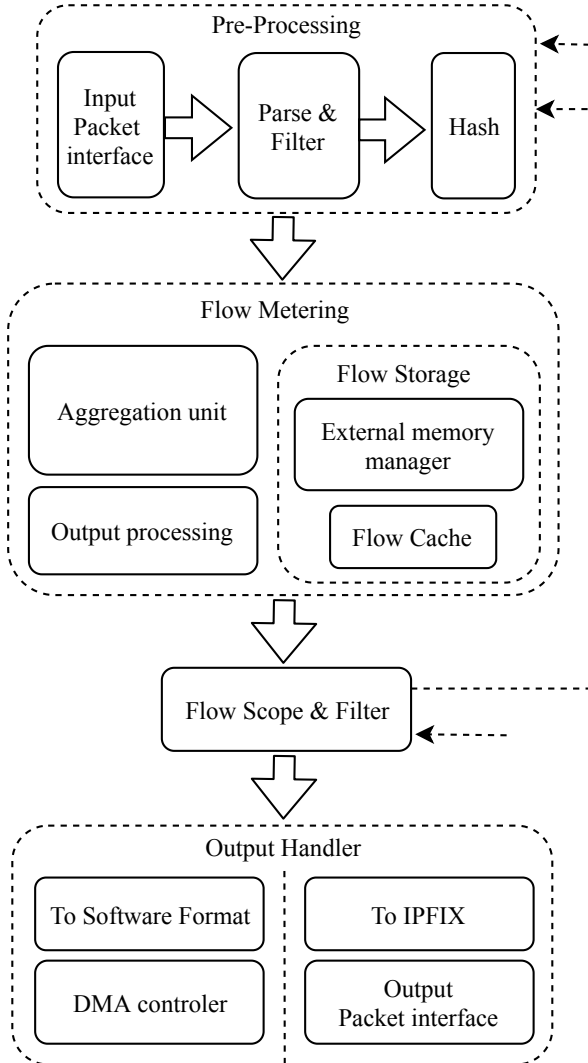 Pre-Processing
Input
Packet
interface
Parse &
Filter
Hash
Flow Metering
Aggregation unit
Output processing
Flow Storage
External memory
manager
Flow Cache
Flow Scope & Filter
Output Handler
To Software Format
DMA controler
To IPFIX
Output
Packet interface